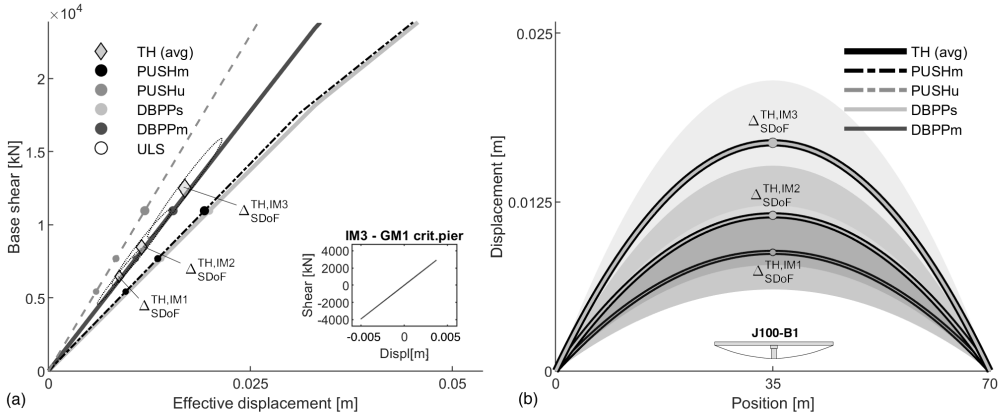 ×10⁴
2
1.5
1
0.5
0
0
0.025
0.05
Base shear [kN]
Effective displacement [m]
(a)
TH (avg)
PUSHm
PUSHu
DBPPs
DBPPm
ULS
Δ TH,IM3 SDoF
Δ TH,IM2 SDoF
Δ TH,IM1 SDoF
IM3 - GM1 crit.pier
4000
2000
0
-2000
-4000
-0.005
0
0.005
Shear [kN]
Displ[m]
0.025
0.0125
0
0
35
70
Displacement [m]
Position [m]
(b)
TH (avg)
PUSHm
PUSHu
DBPPs
DBPPm
Δ TH,IM3 SDoF
Δ TH,IM2 SDoF
Δ TH,IM1 SDoF
J100-B1